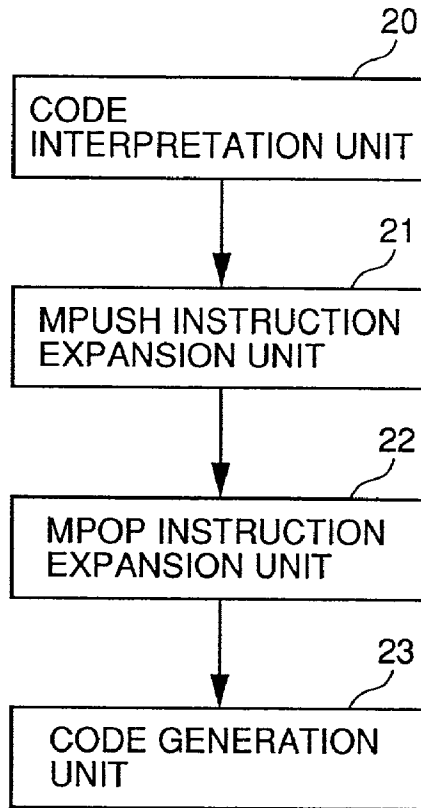 20
CODE
INTERPRETATION UNIT
21
MPUSH INSTRUCTION
EXPANSION UNIT
22
MPOP INSTRUCTION
EXPANSION UNIT
23
CODE GENERATION
UNIT